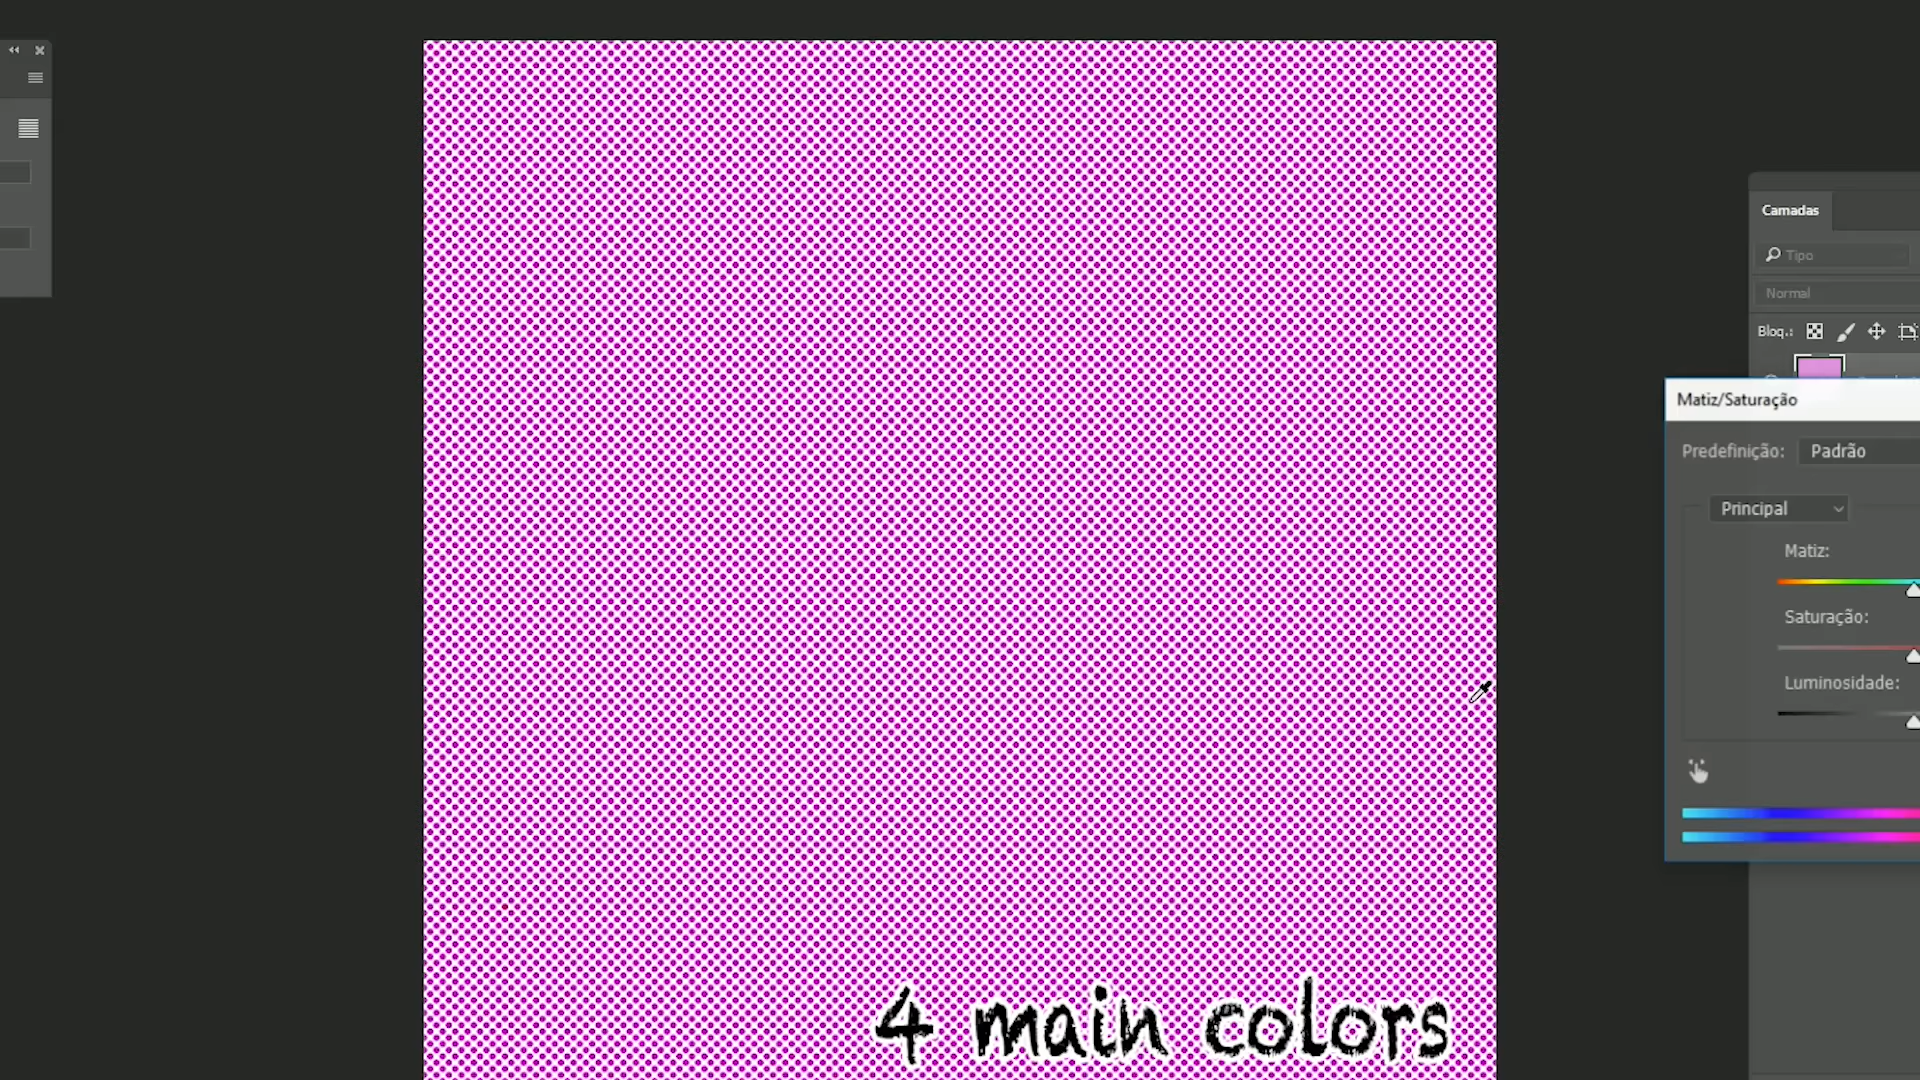 Camadas
Tipo
Normal
Bloq.:
Matiz/Saturação
Predefinição: Padrão
Principal
Matiz:
Saturação:
Luminosidade:
4 main colors